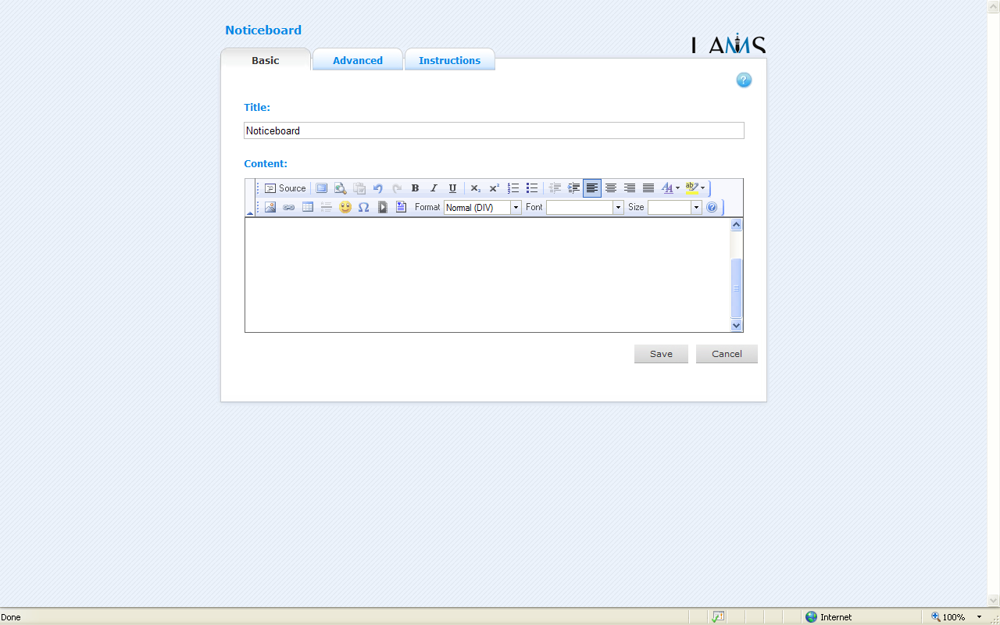 Noticeboard
LAMS
Basic Advanced Instructions
?
Title:
Noticeboard
Content:
Source B I U
Format Normal (DIV) Font Size
Save Cancel
Done Internet 100%